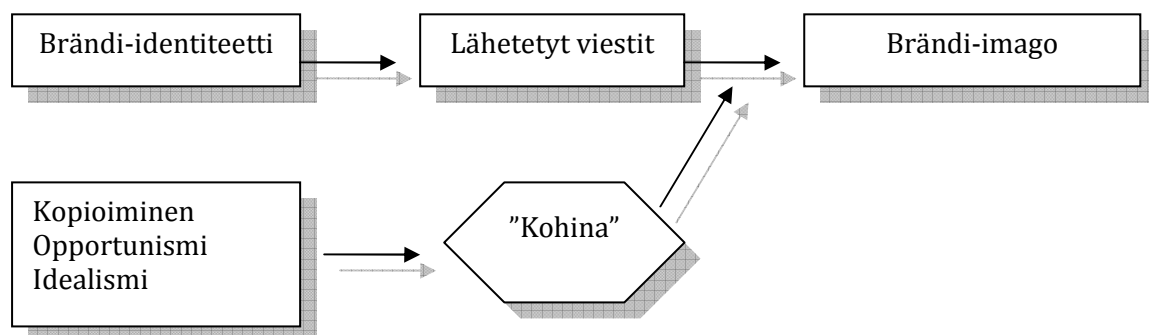 Brändi-identiteetti
Lähetetyt viestit
Brändi-imago
Kopioiminen
Opportunismi
Idealismi
”Kohina”